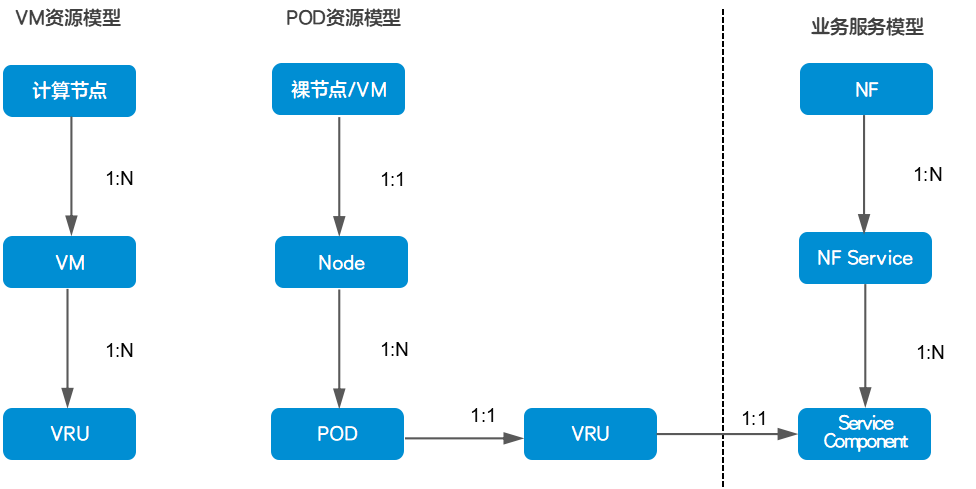 VM资源模型
POD资源模型
业务服务模型
计算节点
裸节点/VM
NF
1:N
1:1
1:N
VM
Node
NF Service
1:N
1:N
1:N
VRU
POD
1:1
VRU
1:1
Service
Component